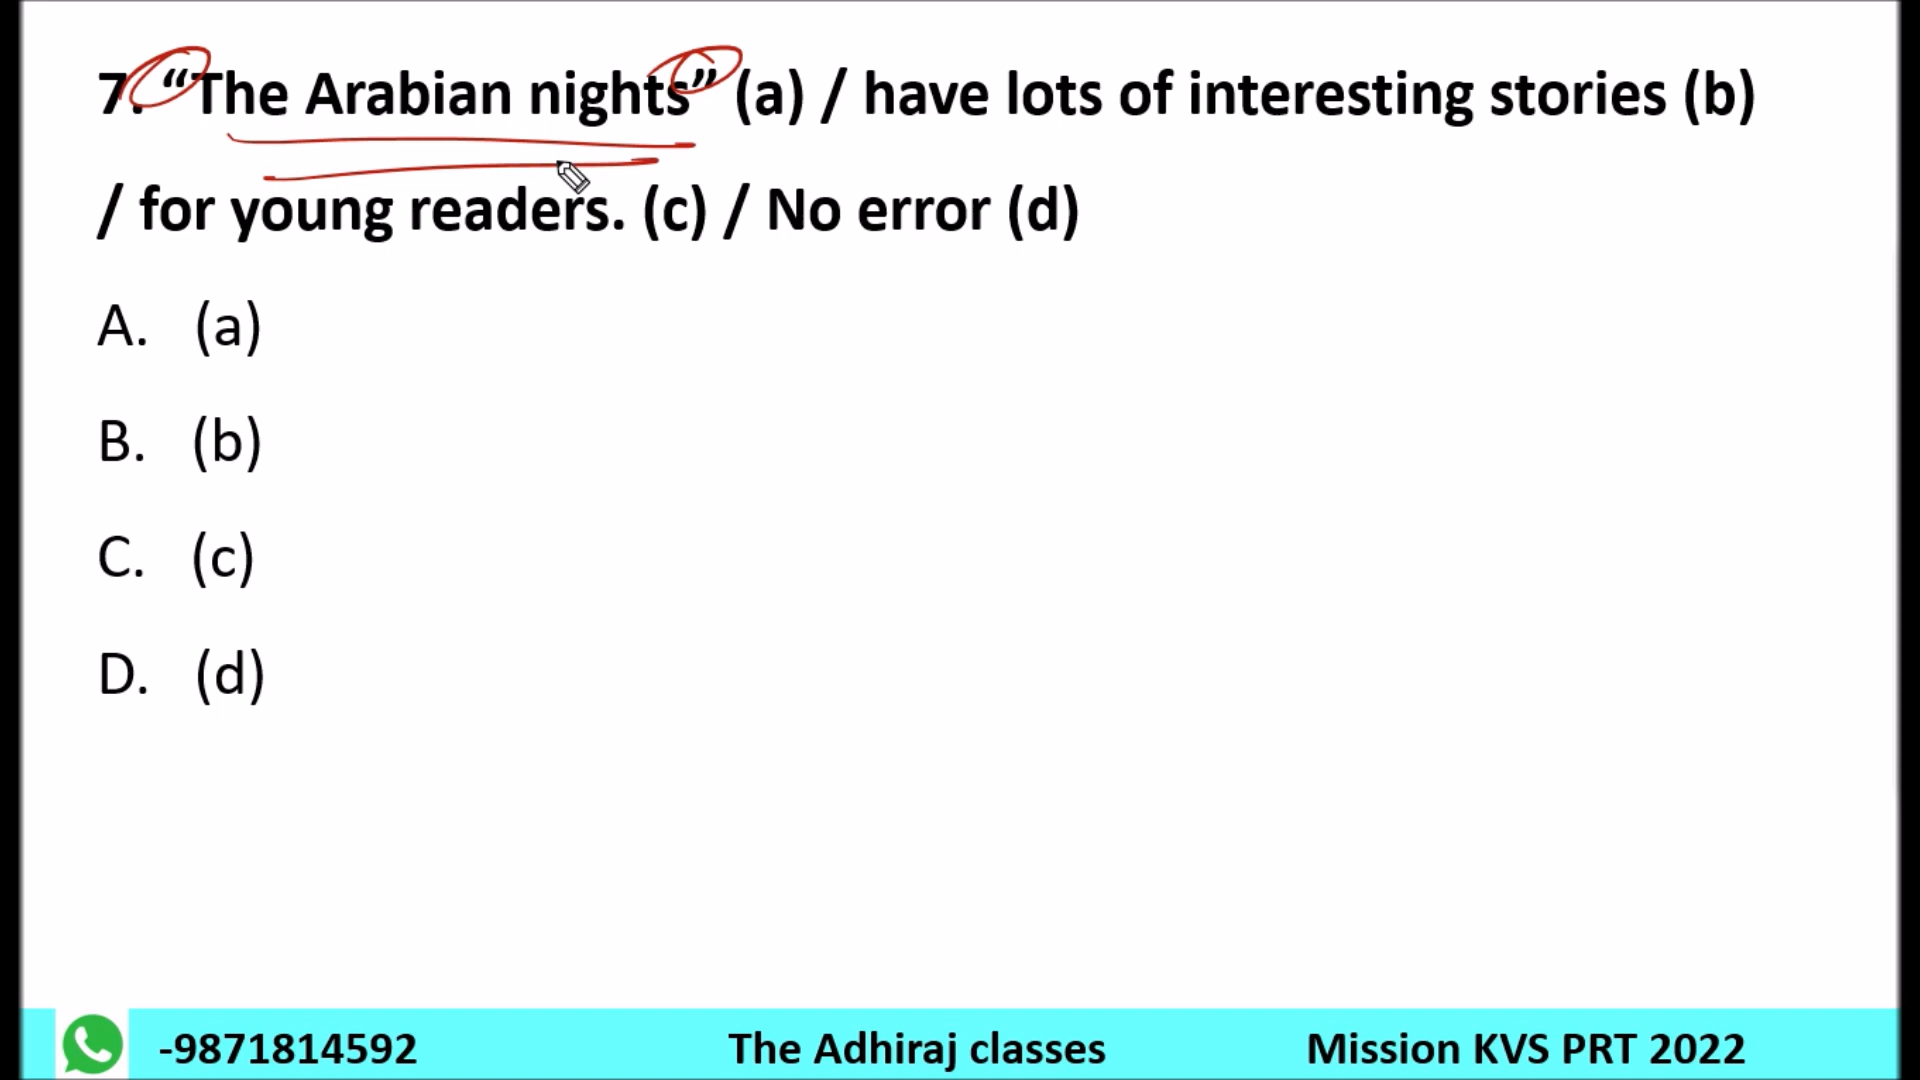 7. “The Arabian nights” (a) / have lots of interesting stories (b)
/ for young readers. (c) / No error (d)
A. (a)
B. (b)
C. (c)
D. (d)
-9871814592 The Adhiraj classes Mission KVS PRT 2022